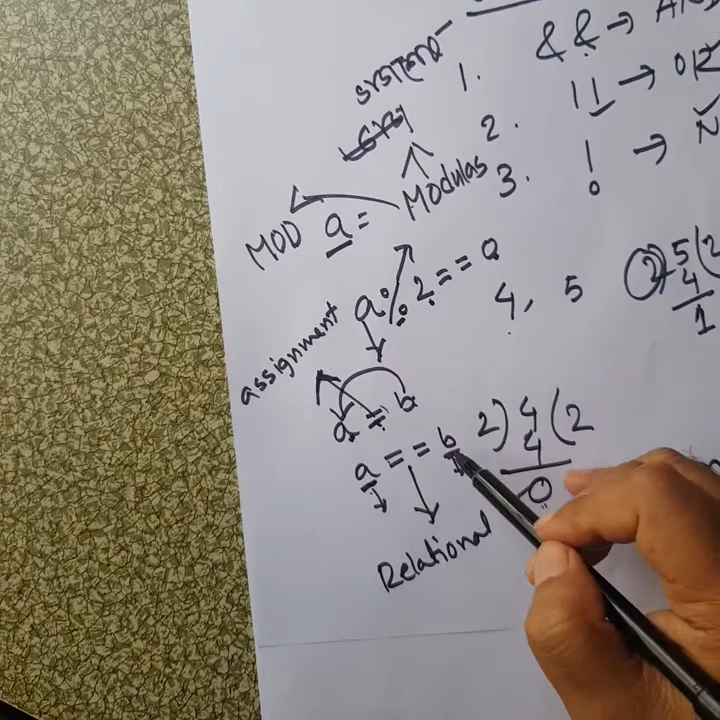 1. && →
2. || → OR
3. ! → N
MOD a = Modulas
a % 2 == 0
4, 5
2) 5 (2
4
1
assignment
a = b
2) 4 (2
4
0
a == b
Relational